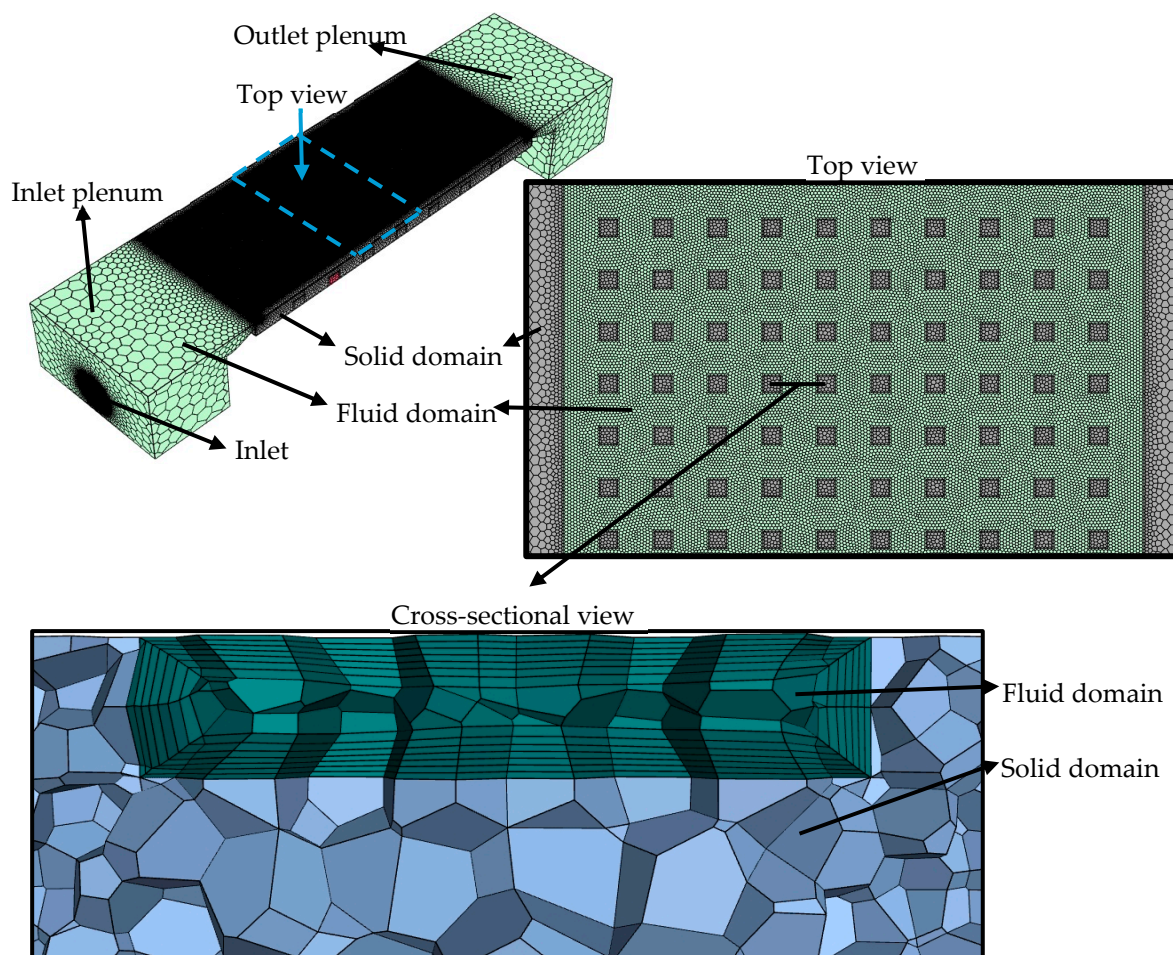 Outlet plenum
Top view
Inlet plenum
Top view
Solid domain
Fluid domain
Inlet
Cross-sectional view
Fluid domain
Solid domain